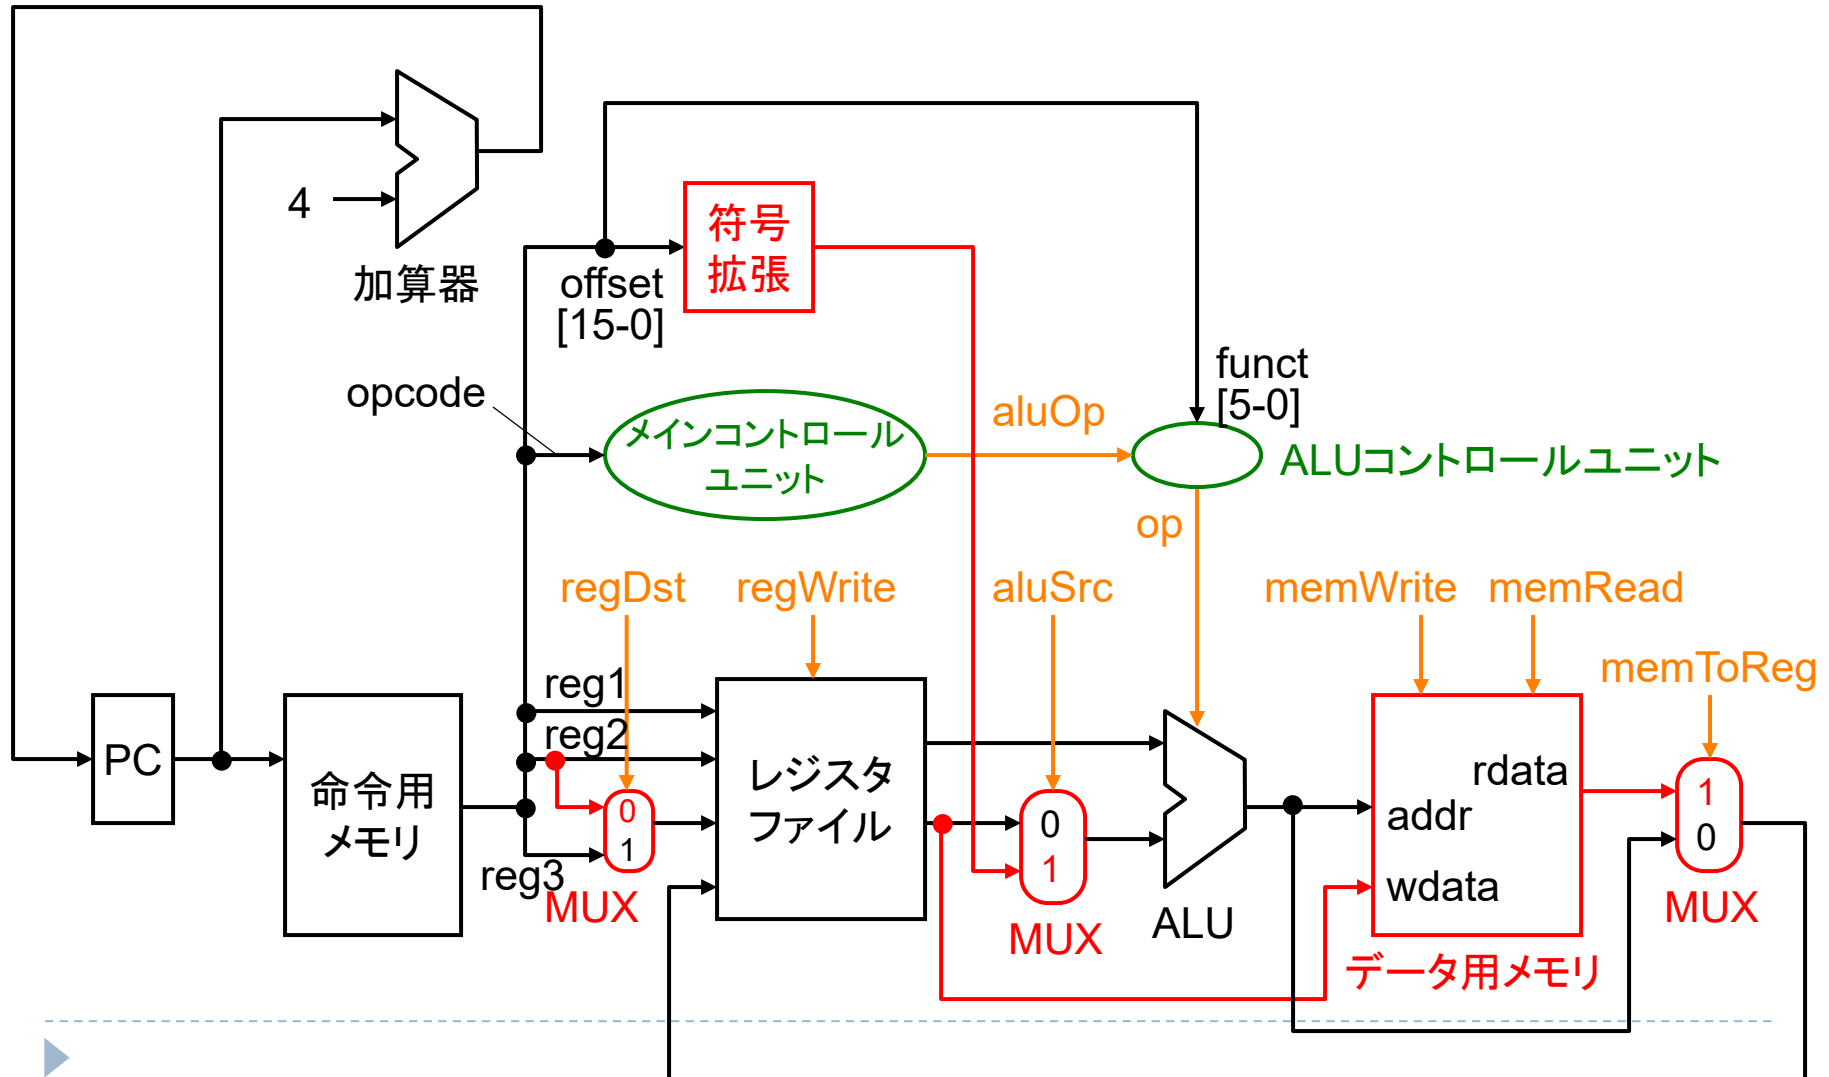 4
加算器
符号
拡張
offset
[15-0]
funct
[5-0]
opcode
メインコントロール
ユニット
aluOp
ALUコントロールユニット
op
regDst
regWrite
aluSrc
memWrite
memRead
memToReg
PC
命令用
メモリ
reg1
reg2
reg3
0
1
MUX
レジスタ
ファイル
0
1
MUX
ALU
rdata
addr
wdata
データ用メモリ
1
0
MUX